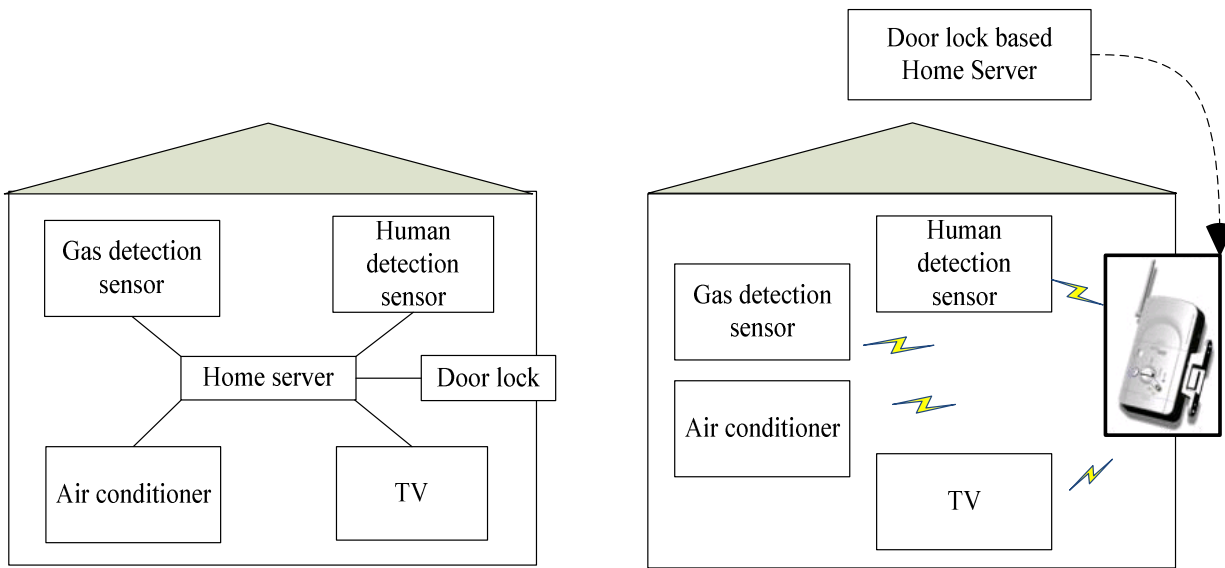 Gas detection
sensor
Human
detection
sensor
Home server
Door lock
Air conditioner
TV
Door lock based
Home Server
Human
detection
sensor
Gas detection
sensor
Air conditioner
TV